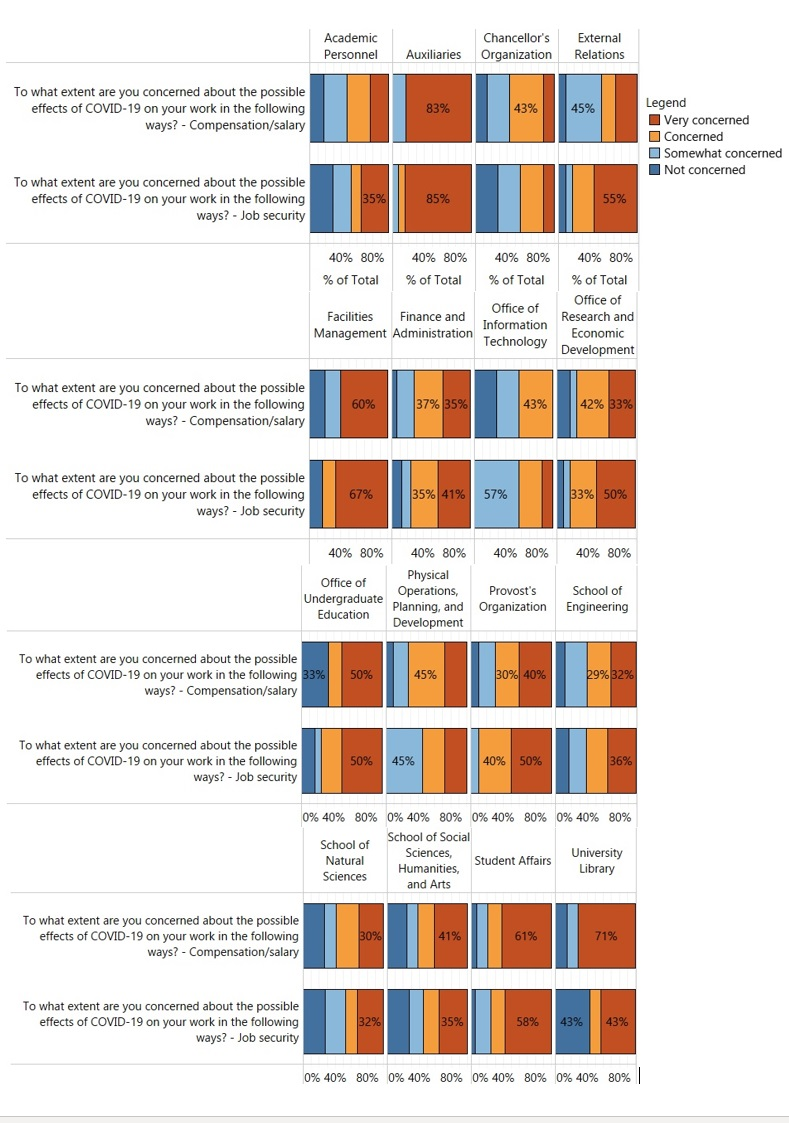 Academic Personnel
Auxiliaries
Chancellor's Organization
External Relations
Legend
Very concerned
Concerned
Somewhat concerned
Not concerned
To what extent are you concerned about the possible
effects of COVID-19 on your work in the following
ways? - Compensation/salary
83%
43%
45%
To what extent are you concerned about the possible
effects of COVID-19 on your work in the following
ways? - Job security
35%
85%
55%
40% 80% 40% 80% 40% 80% 40% 80%
% of Total % of Total % of Total % of Total
Facilities Management
Finance and Administration
Office of Information Technology
Office of Research and Economic Development
To what extent are you concerned about the possible
effects of COVID-19 on your work in the following
ways? - Compensation/salary
60%
37% 35%
43%
42% 33%
To what extent are you concerned about the possible
effects of COVID-19 on your work in the following
ways? - Job security
67%
35% 41%
57%
33% 50%
40% 80% 40% 80% 40% 80% 40% 80%
Office of Undergraduate Education
Physical Operations, Planning, and Development
Provost's Organization
School of Engineering
To what extent are you concerned about the possible
effects of COVID-19 on your work in the following
ways? - Compensation/salary
33% 50%
45%
30% 40%
29% 32%
To what extent are you concerned about the possible
effects of COVID-19 on your work in the following
ways? - Job security
50%
45%
40% 50%
36%
0% 40% 80% 0% 40% 80% 0% 40% 80% 0% 40% 80%
School of Natural Sciences
School of Social Sciences, Humanities, and Arts
Student Affairs
University Library
To what extent are you concerned about the possible
effects of COVID-19 on your work in the following
ways? - Compensation/salary
30%
41%
61%
71%
To what extent are you concerned about the possible
effects of COVID-19 on your work in the following
ways? - Job security
32%
35%
58%
43% 43%
0% 40% 80% 0% 40% 80% 0% 40% 80% 0% 40% 80%